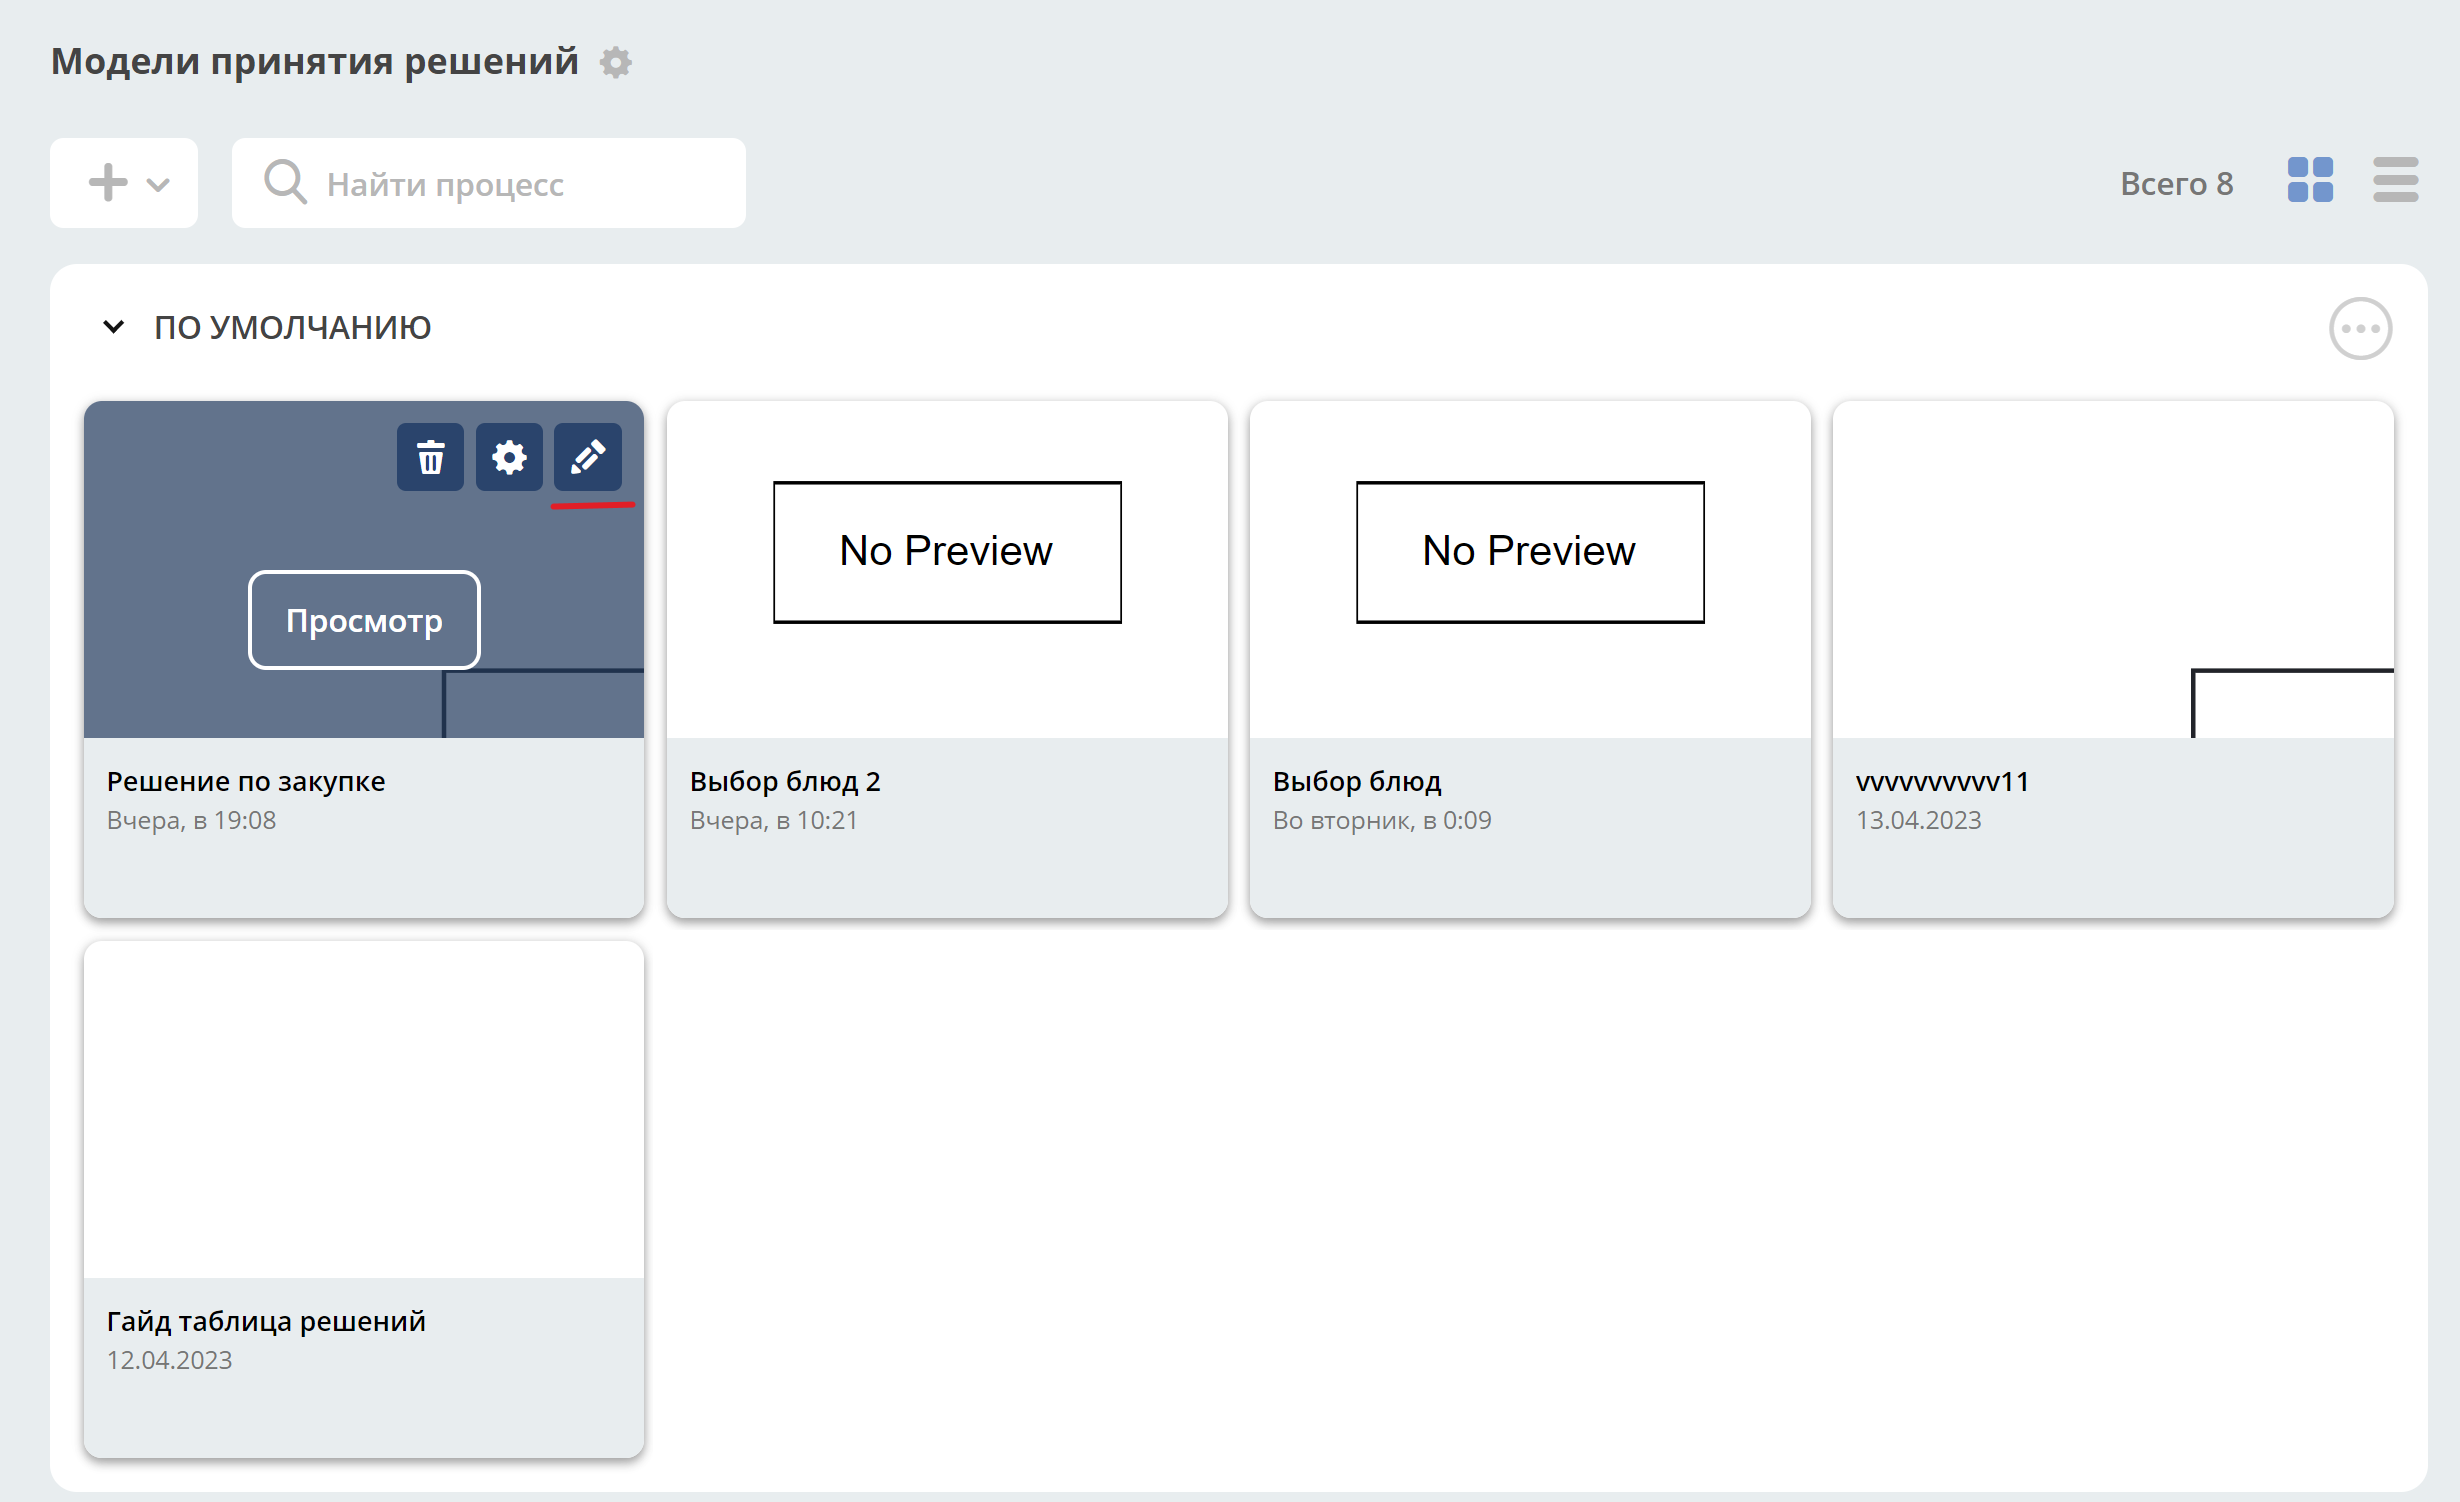 Модели принятия решений
Найти процесс
Всего 8
ПО УМОЛЧАНИЮ
Просмотр
No Preview
No Preview
Решение по закупке
Вчера, в 19:08
Выбор блюд 2
Вчера, в 10:21
Выбор блюд
Во вторник, в 0:09
vvvvvvvvvv11
13.04.2023
Гайд таблица решений
12.04.2023